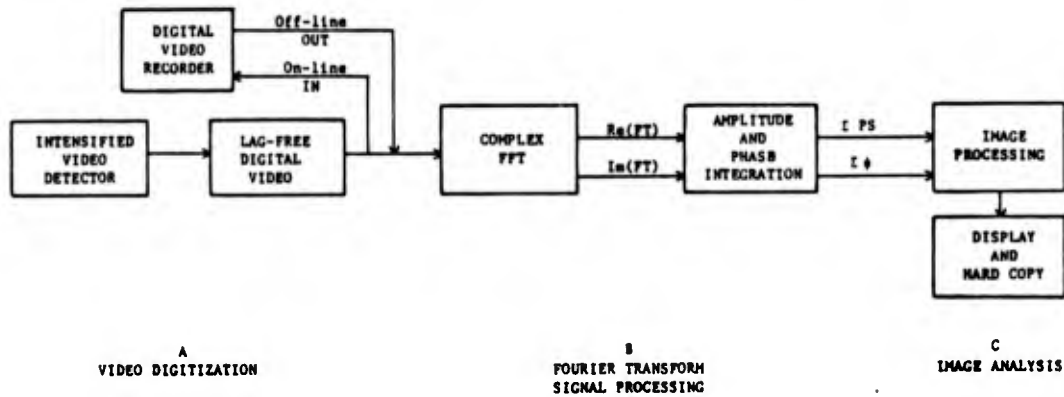 DIGITAL
VIDEO
RECORDER
Off-line
OUT
On-line
IN
INTENSIFIED
VIDEO
DETECTOR
LAG-FREE
DIGITAL
VIDEO
COMPLEX
FFT
Re(FT)
Im(FT)
AMPLITUDE
AND
PHASE
INTEGRATION
I PS
I ϕ
IMAGE
PROCESSING
DISPLAY
AND
HARD COPY
A
VIDEO DIGITIZATION
B
FOURIER TRANSFORM
SIGNAL PROCESSING
C
IMAGE ANALYSIS